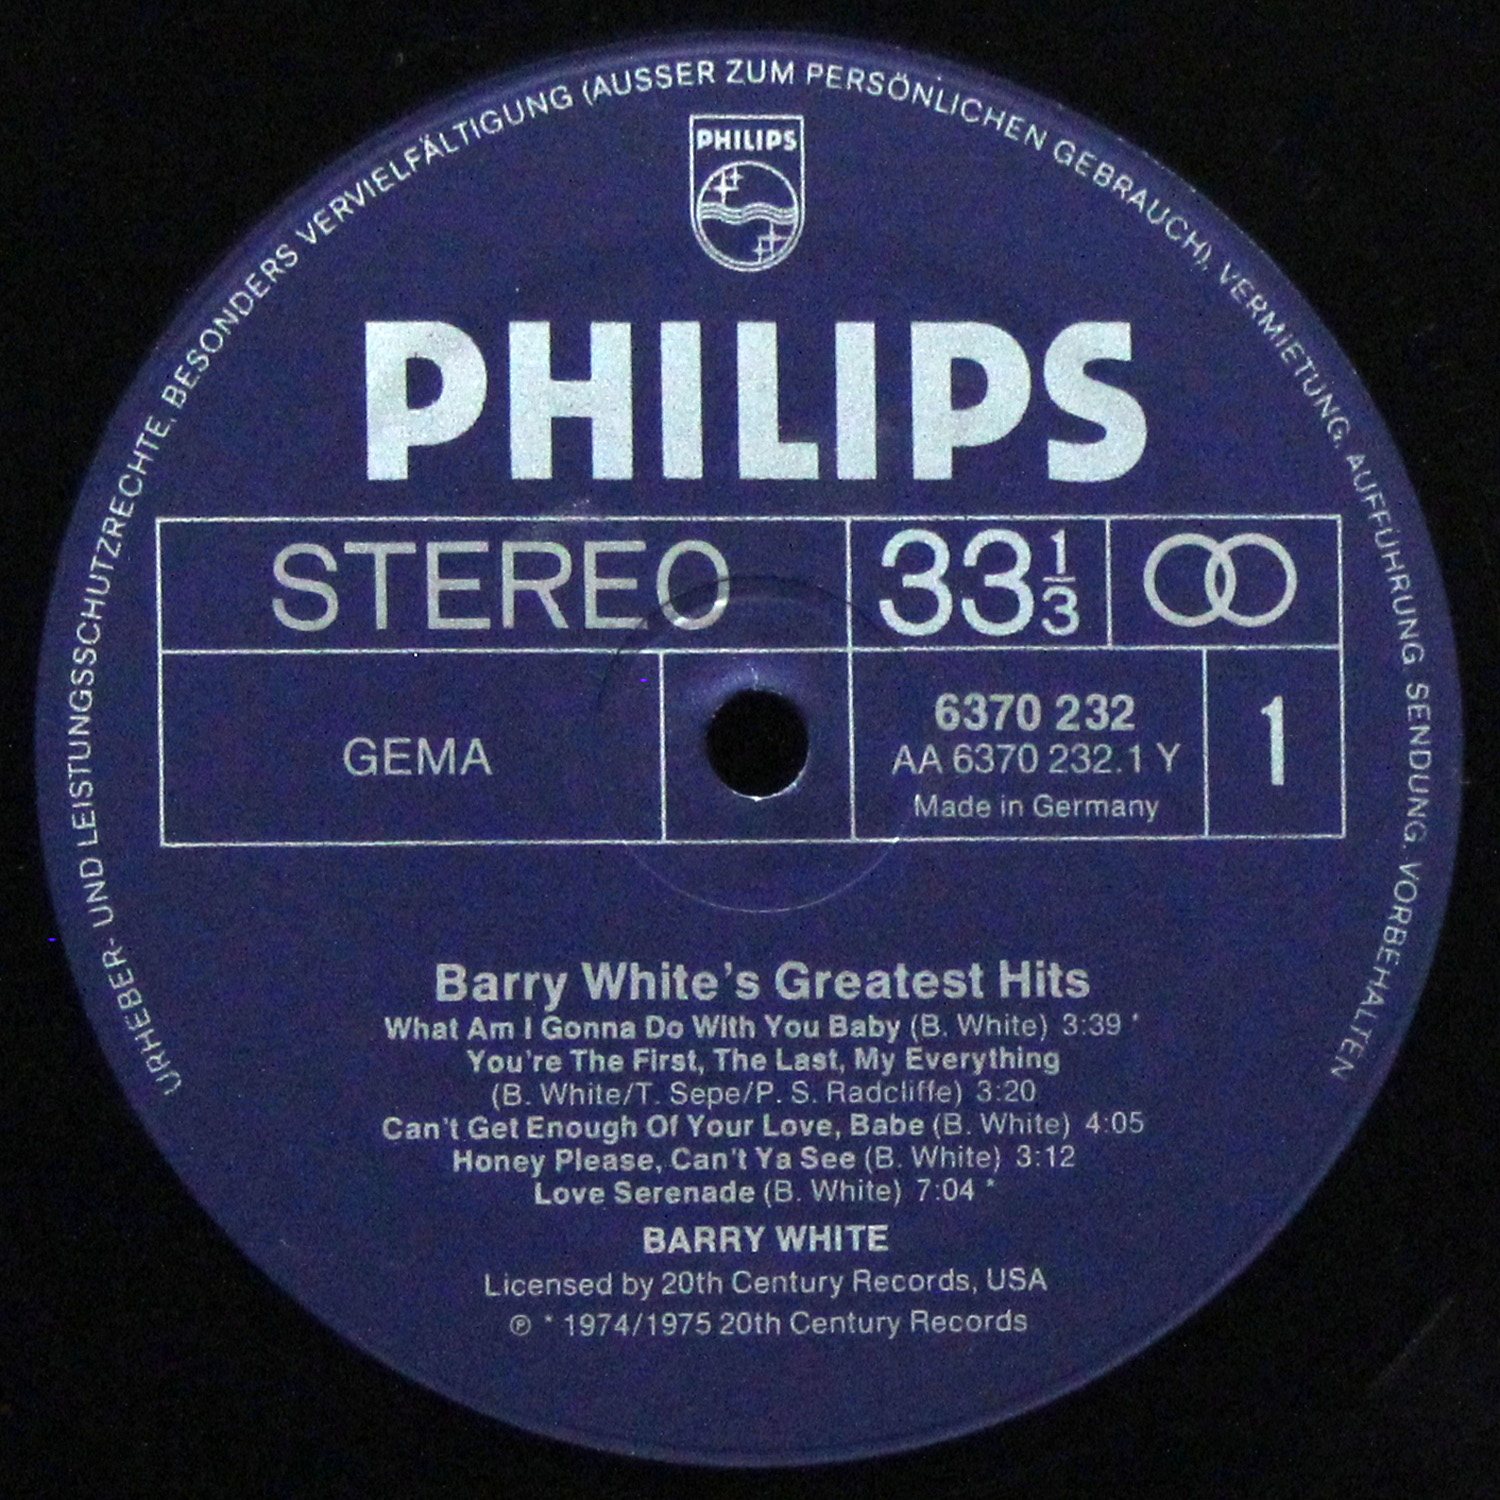 URHEBER- UND LEISTUNGSSCHUTZRECHTE, BESONDERS VERVIELFÄLTIGUNG (AUSSER ZUM PERSÖNLICHEN GEBRAUCH), VERMIETUNG, AUFFÜHRUNG, SENDUNG, VORBEHALTEN
PHILIPS
PHILIPS
STEREO
33 1/3
GEMA
6370 232
AA 6370 232.1 Y
Made in Germany
1
Barry White's Greatest Hits
What Am I Gonna Do With You Baby (B. White) 3:39 *
You're The First, The Last, My Everything
(B. White/T. Sepe/P. S. Radcliffe) 3:20
Can't Get Enough Of Your Love, Babe (B. White) 4:05
Honey Please, Can't Ya See (B. White) 3:12
Love Serenade (B. White) 7:04 *
BARRY WHITE
Licensed by 20th Century Records, USA
℗ * 1974/1975 20th Century Records